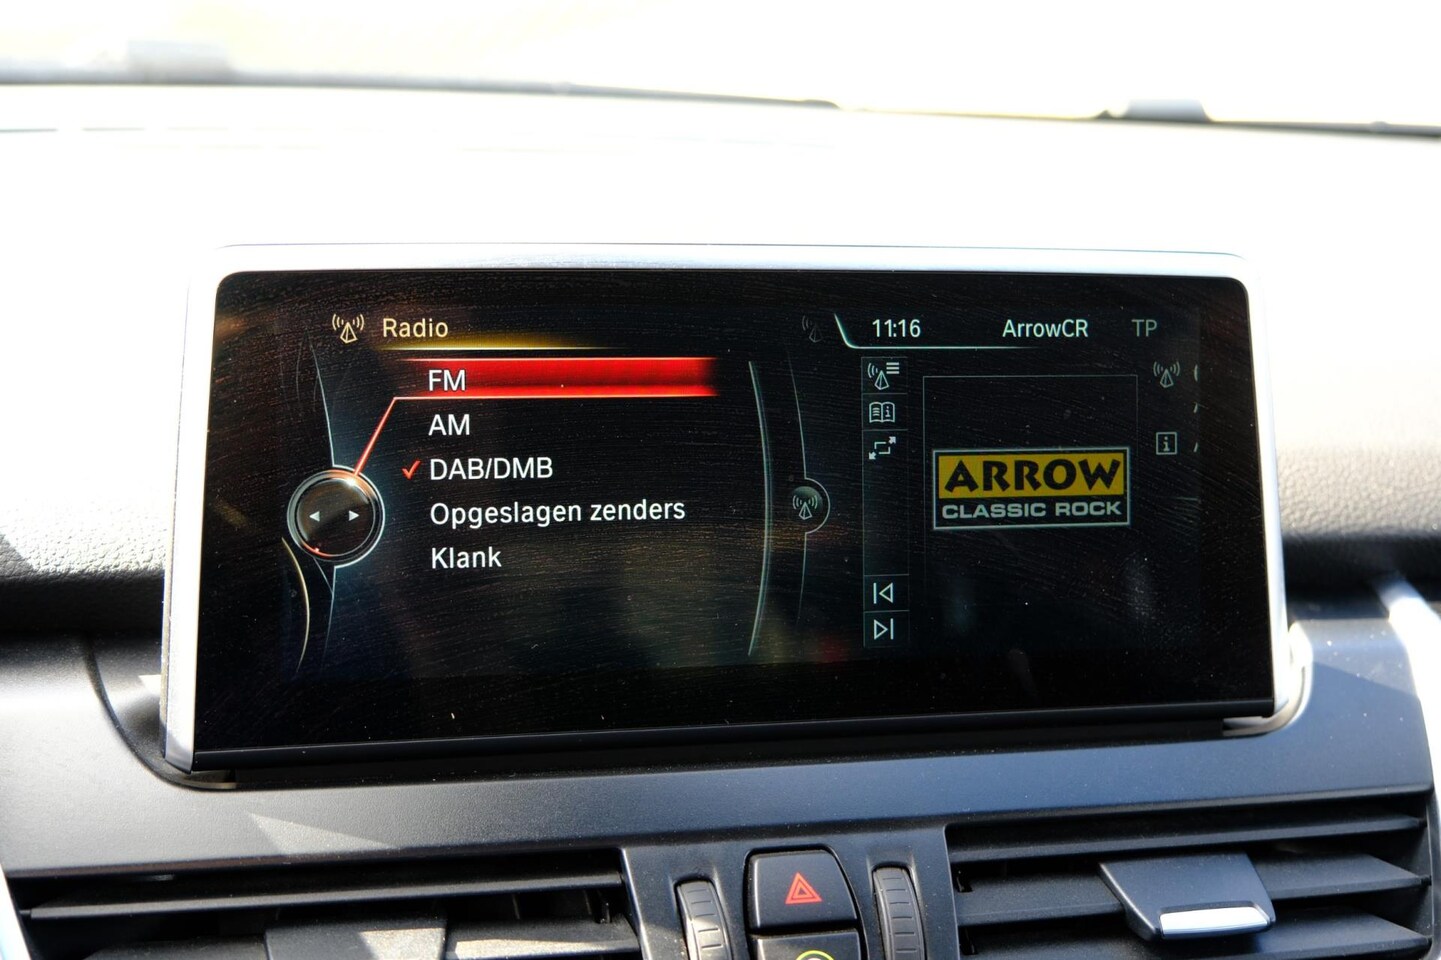 Radio
FM
AM
DAB/DMB
Opgeslagen zenders
Klank
11:16 ArrowCR TP
ARROW
CLASSIC ROCK